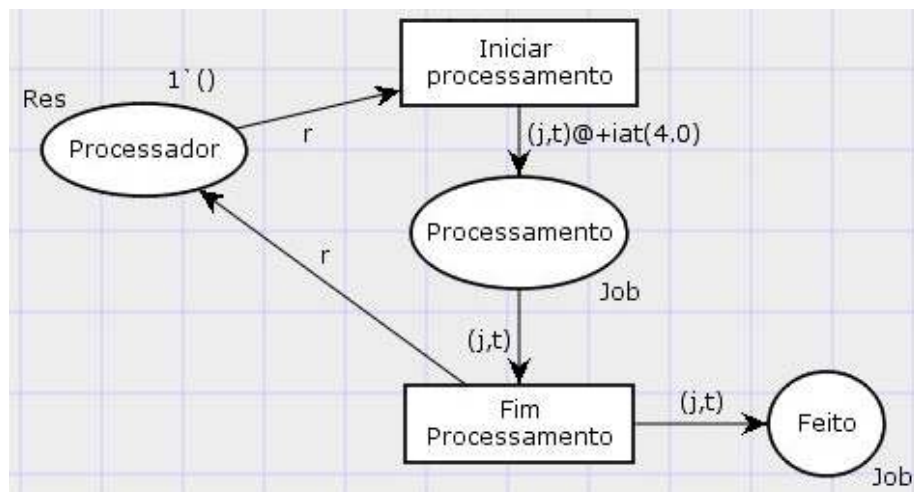 Iniciar
processamento
1`()
Res
r
(j,t)@+iat(4.0)
Processador
Processamento
r
Job
(j,t)
Fim
Processamento
(j,t)
Feito
Job